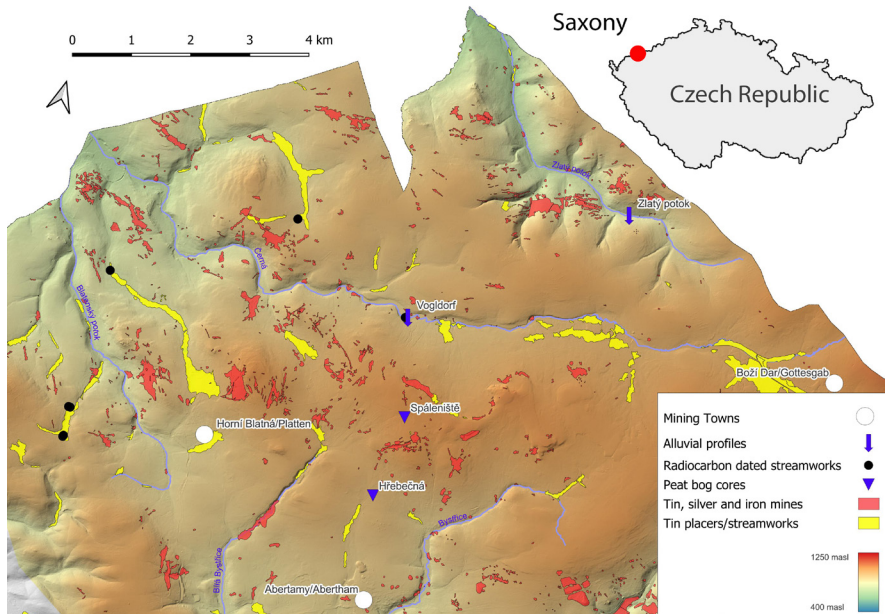 Saxony
Czech Republic
0 2 4 km
Zlatý potok
Zlatý potok
Černá
Vogldorf
Blatenský potok
Boží Dar/Gottesgab
Spáleniště
Horní Blatná/Platten
Hřebečná
Bystřice
Bílá Bystřice
Abertamy/Abertham
Mining Towns
Alluvial profiles
Radiocarbon dated streamworks
Peat bog cores
Tin, silver and iron mines
Tin placers/streamworks
1250 masl
400 masl